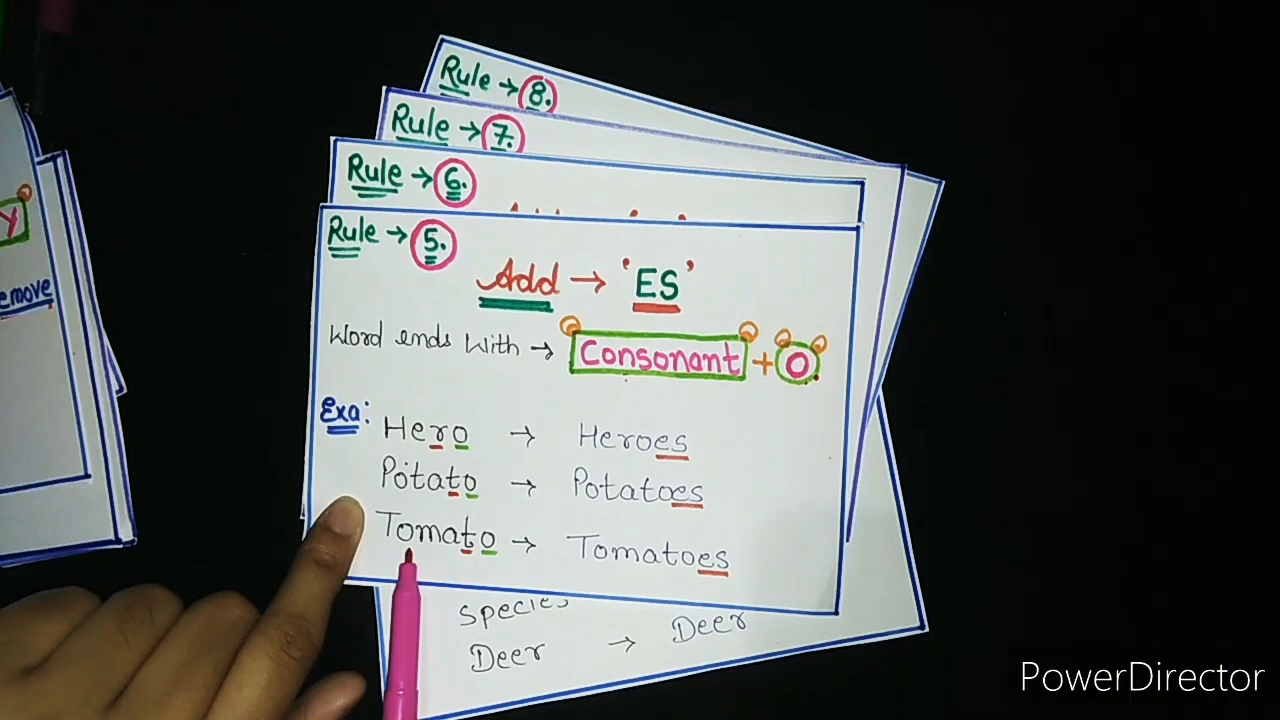 Rule → 8.
Rule → 7.
Rule → 6.
Rule → 5.
Add → 'ES'
Word ends With → Consonant + O
Exa:
Hero → Heroes
Potato → Potatoes
Tomato → Tomatoes
Species
Deer → Deer
Y
emove
PowerDirector